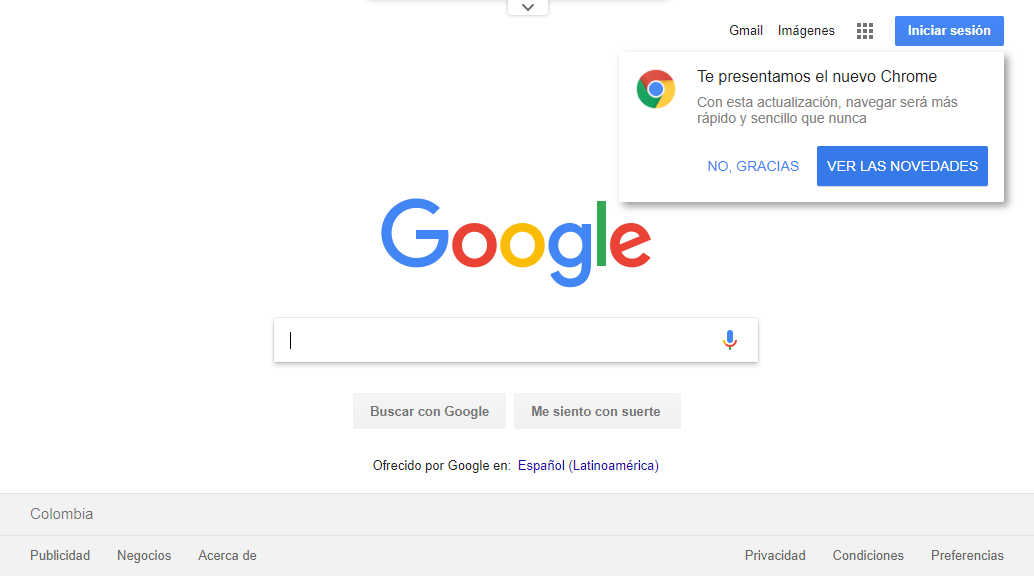 Gmail Imágenes Iniciar sesión
Te presentamos el nuevo Chrome
Con esta actualización, navegar será más
rápido y sencillo que nunca
NO, GRACIAS VER LAS NOVEDADES
Google
Buscar con Google Me siento con suerte
Ofrecido por Google en: Español (Latinoamérica)
Colombia
Publicidad Negocios Acerca de Privacidad Condiciones Preferencias